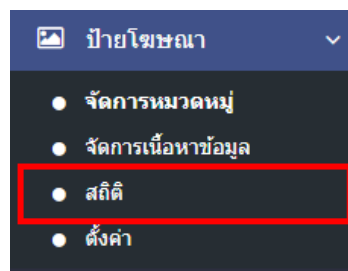 ป้ายโฆษณา
จัดการหมวดหมู่
จัดการเนื้อหาข้อมูล
สถิติ
ตั้งค่า